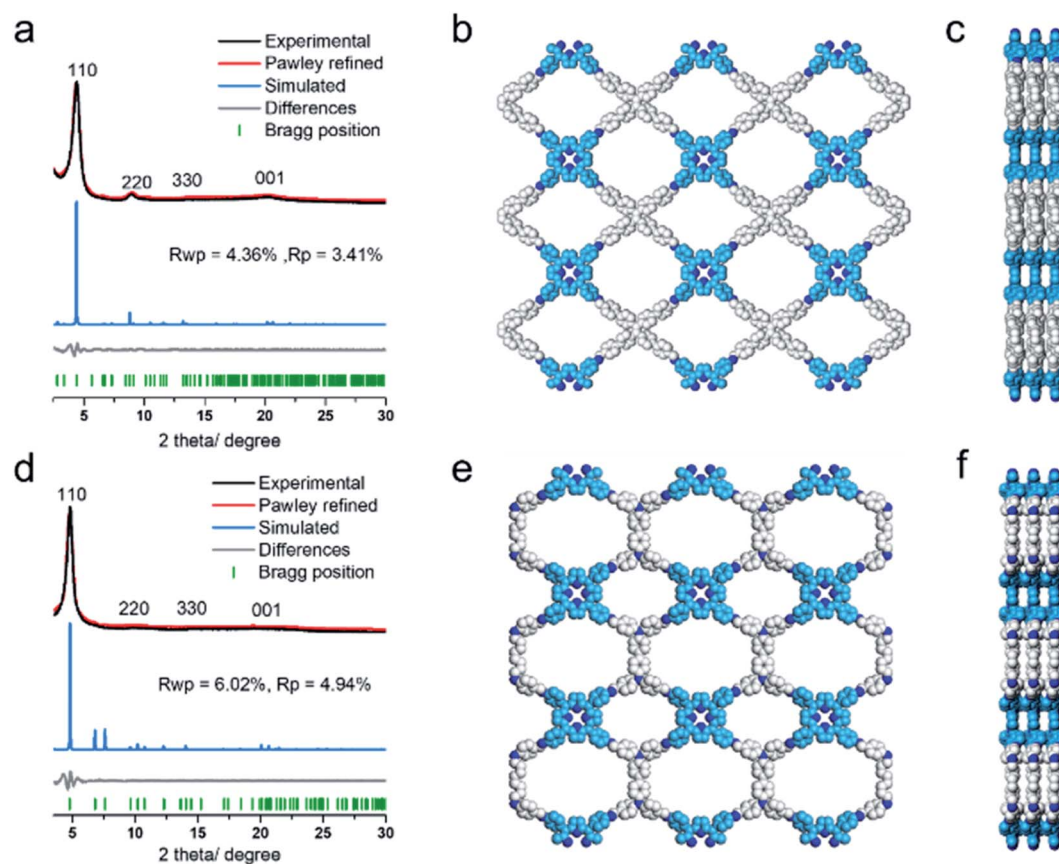 a
Experimental
Pawley refined
Simulated
Differences
Bragg position
110
220
330
001
Rwp = 4.36% ,Rp = 3.41%
5 10 15 20 25 30
2 theta/ degree
b
c
d
Experimental
Pawley refined
Simulated
Differences
Bragg position
110
220
330
001
Rwp = 6.02%, Rp = 4.94%
5 10 15 20 25 30
2 theta/ degree
e
f